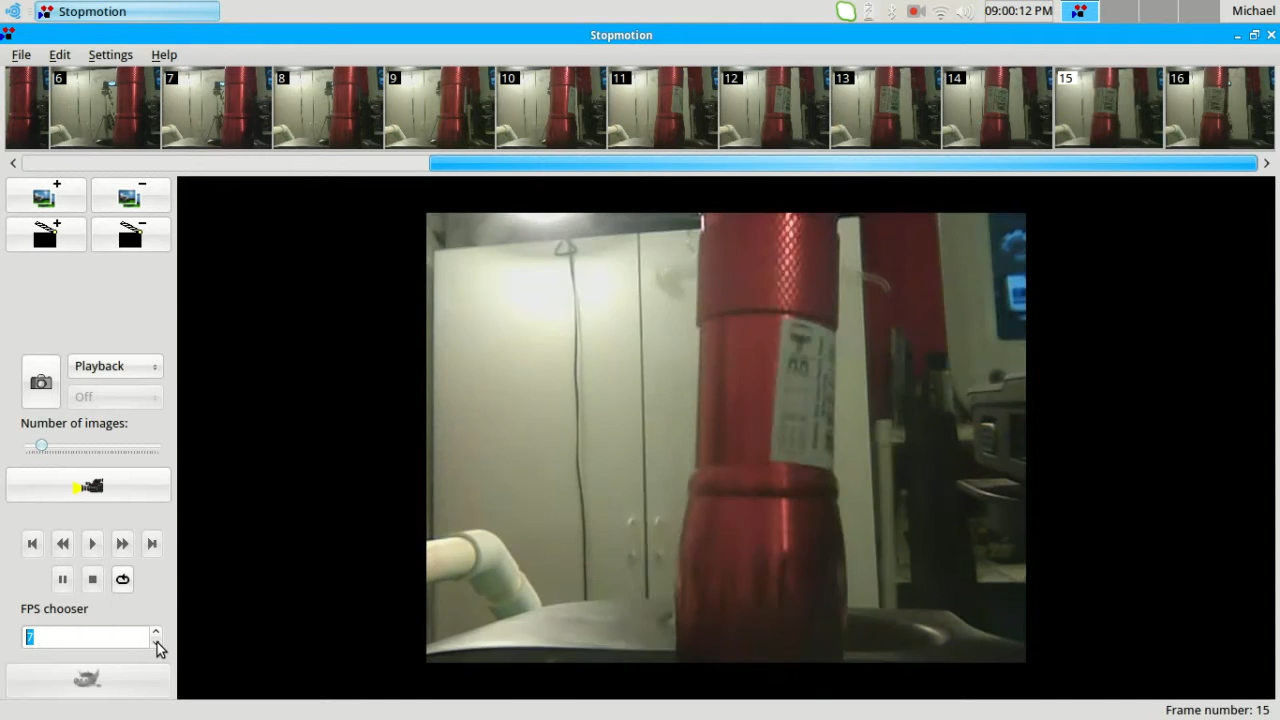 Stopmotion
09:00:12 PM
Michael
Stopmotion
File Edit Settings Help
6 7 8 9 10 11 12 13 14 15 16
Playback
Off
Number of images:
FPS chooser
7
Frame number: 15